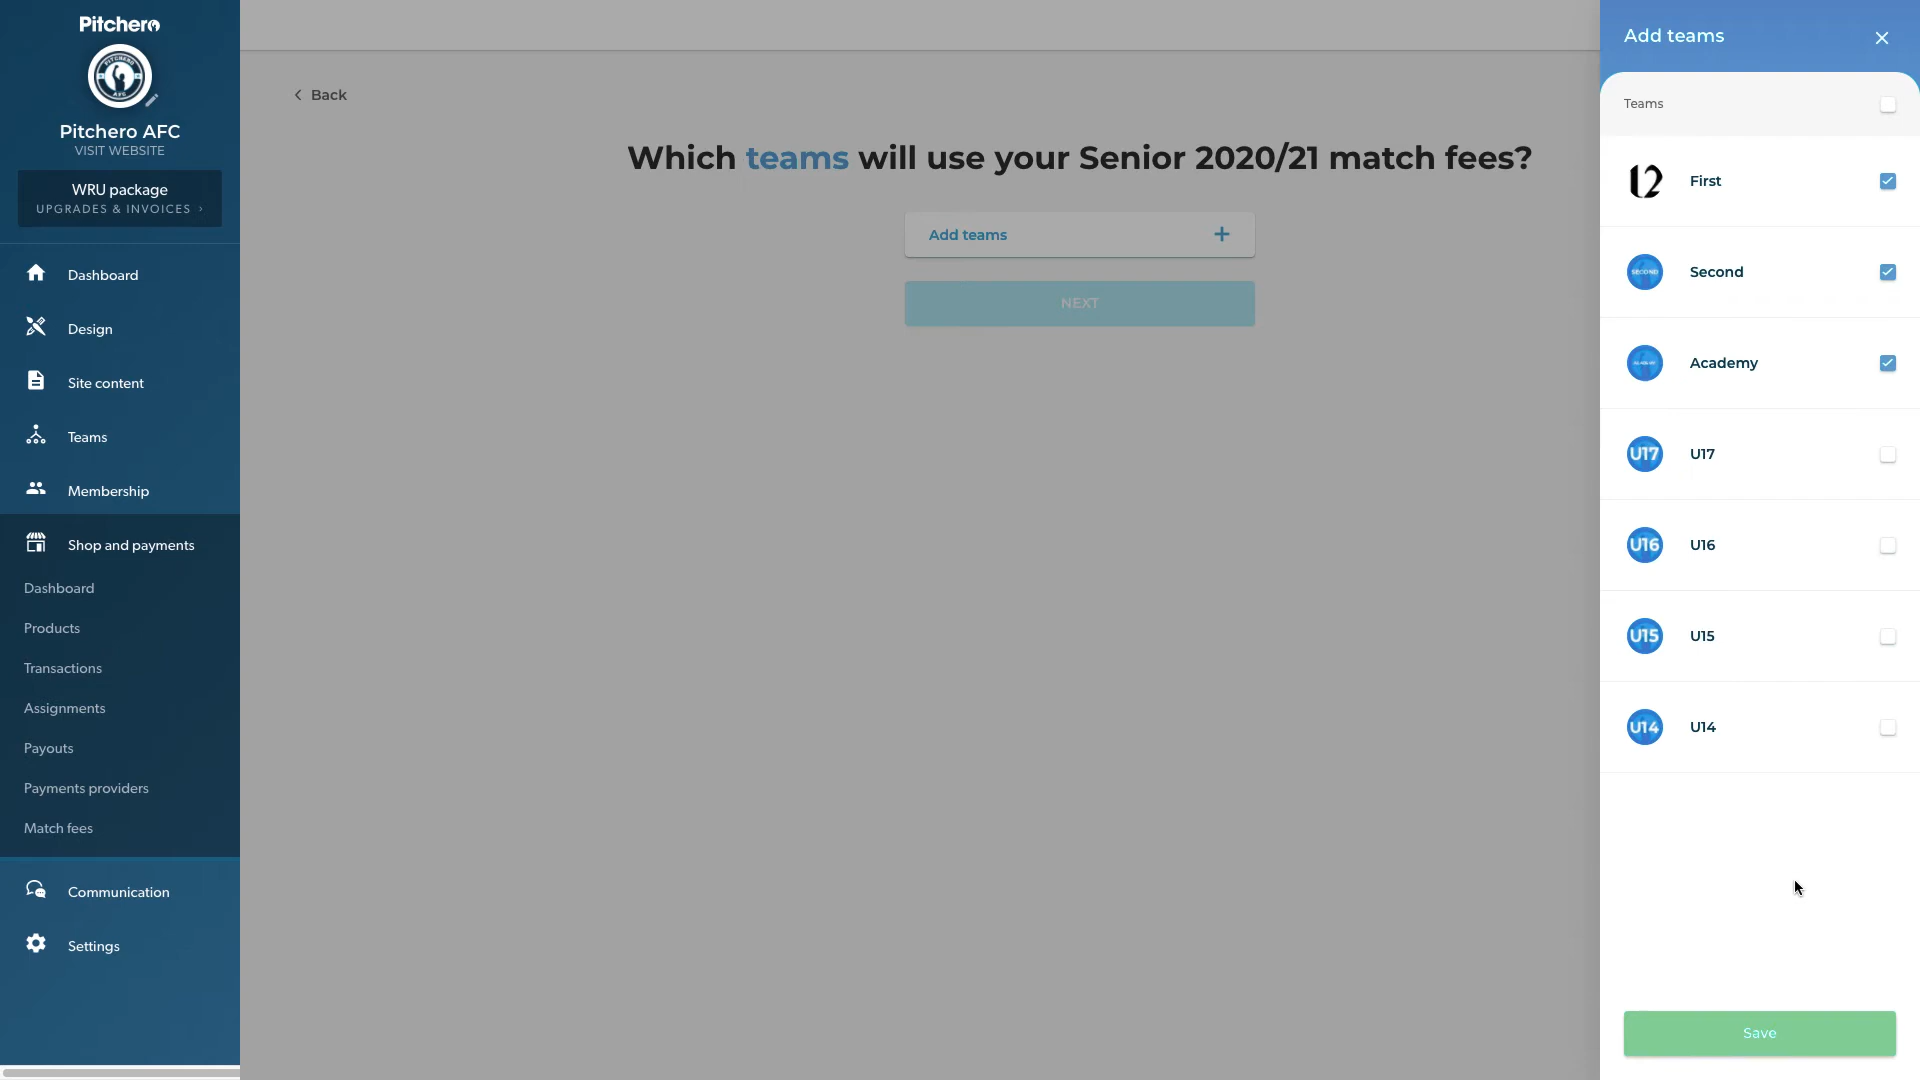 Pitchero
Pitchero AFC
VISIT WEBSITE
WRU package
UPGRADES & INVOICES ›
Dashboard
Design
Site content
Teams
Membership
Shop and payments
Dashboard
Products
Transactions
Assignments
Payouts
Payments providers
Match fees
Communication
Settings
Back
Which teams will use your Senior 2020/21 match fees?
Add teams
NEXT
Add teams
Teams
12 First
SECOND Second
Academy
U17 U17
U16 U16
U15 U15
U14 U14
Save